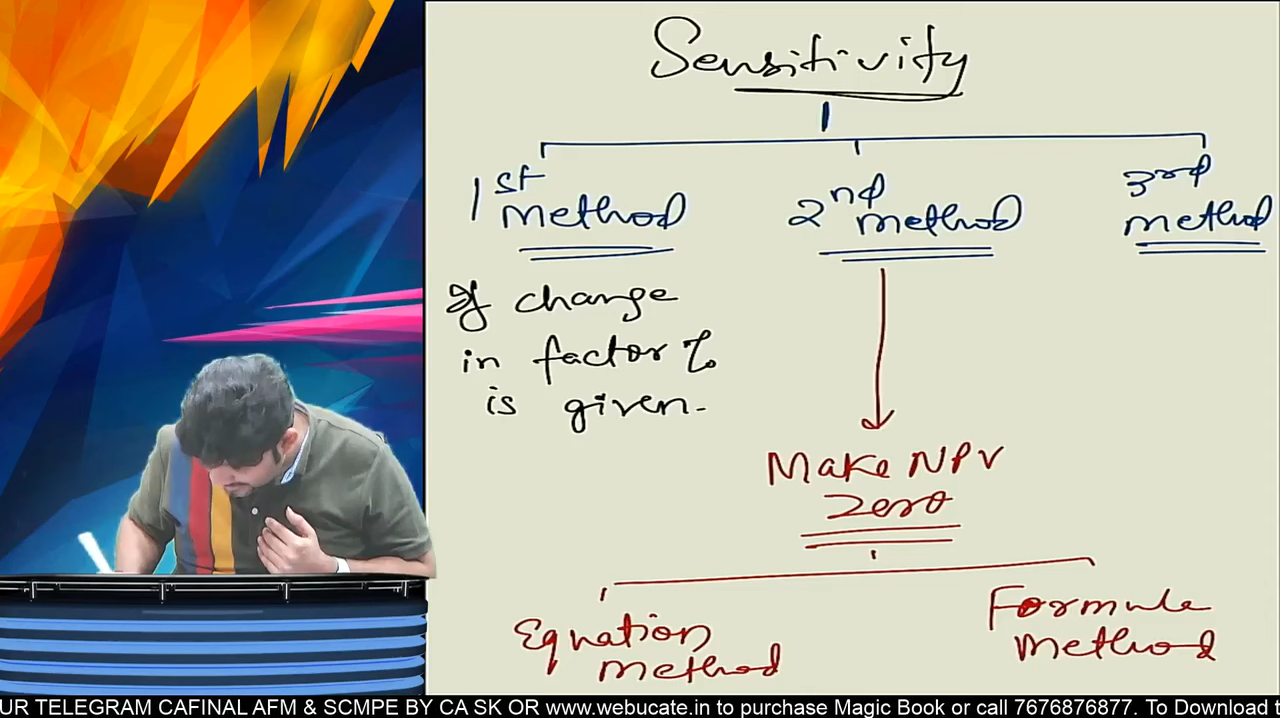 Sensitivity
1st method
2nd method
3rd method
If change
in factor %
is given.
Make NPV
Zero
Equation
method
Formula
method
UR TELEGRAM CAFINAL AFM & SCMPE BY CA SK OR www.webucate.in to purchase Magic Book or call 7676876877. To Download t